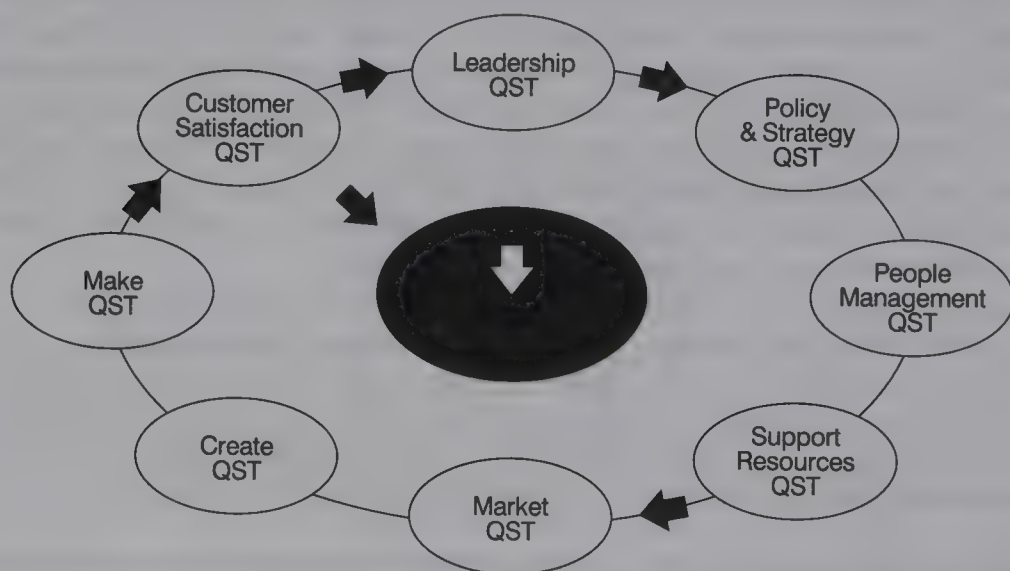 Leadership
QST
Policy
& Strategy
QST
People
Management
QST
Support
Resources
QST
Market
QST
Create
QST
Make
QST
Customer
Satisfaction
QST